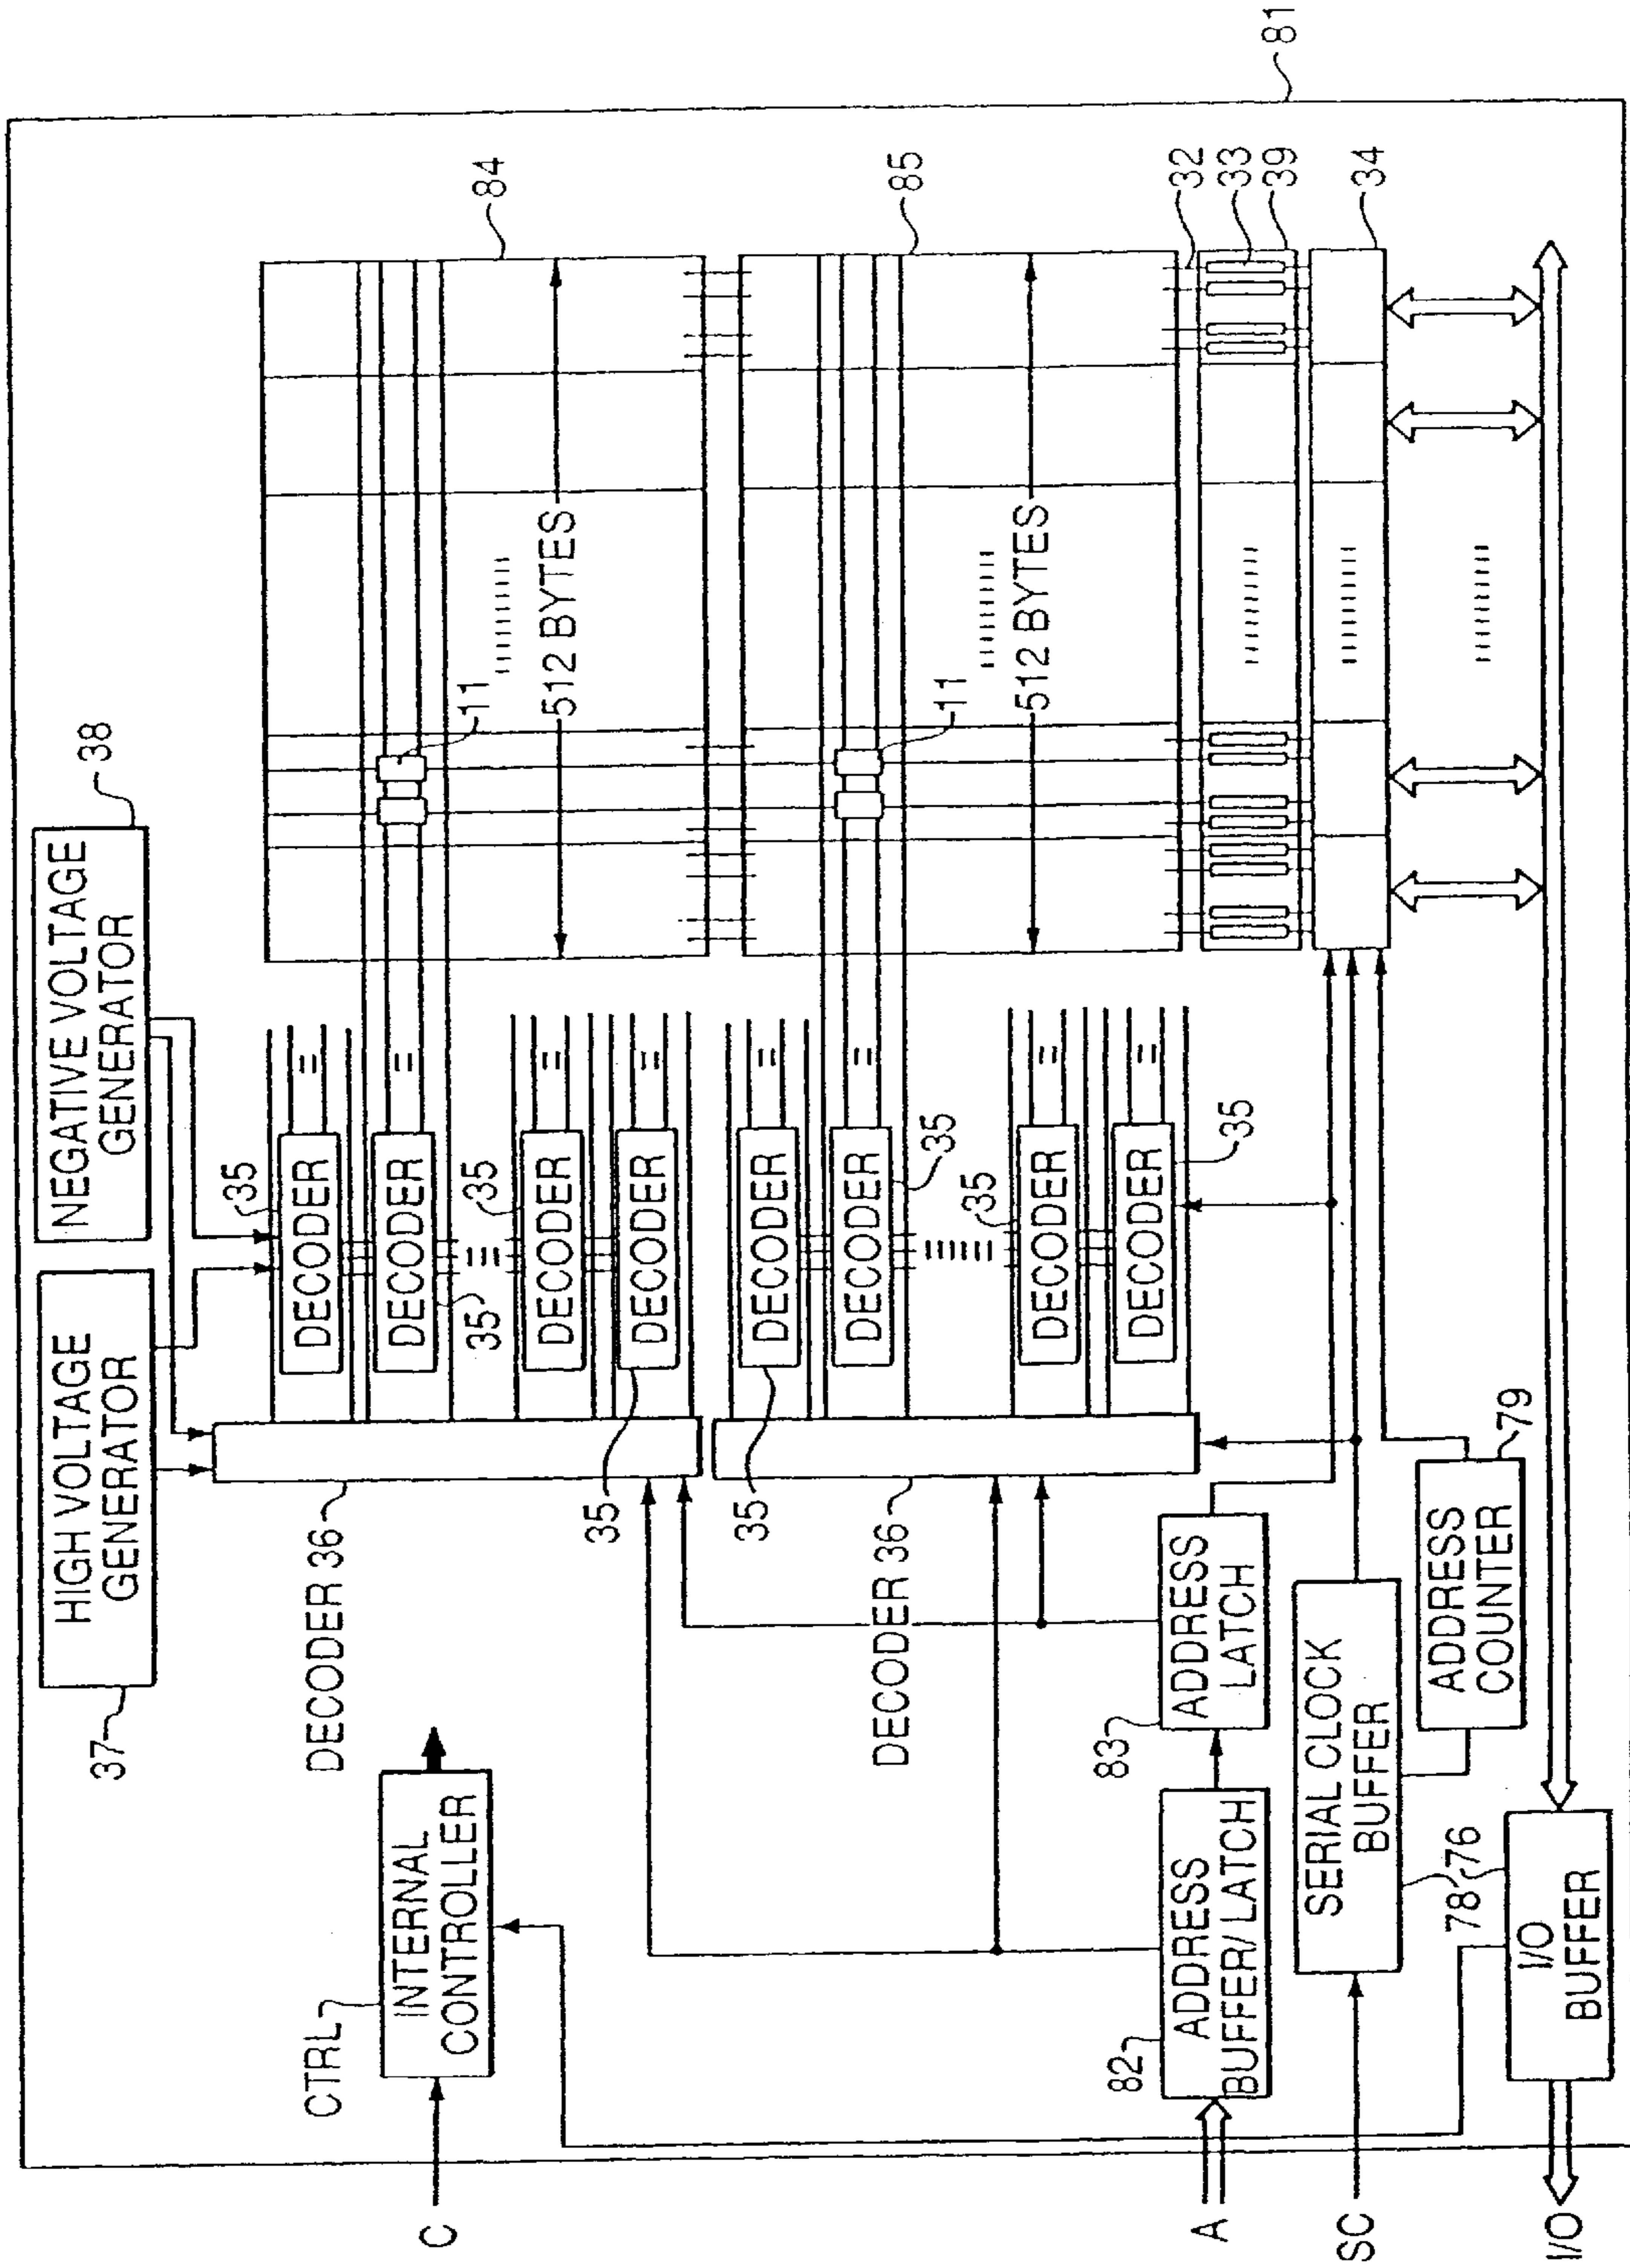 81
NEGATIVE VOLTAGE
GENERATOR
38
HIGH VOLTAGE
GENERATOR
37
84
85
32
33
39
34
35
DECODER
DECODER
35
35
DECODER
DECODER
35
DECODER
DECODER
35
35
35
DECODER
DECODER
35
11
512 BYTES
11
512 BYTES
DECODER 36
DECODER 36
CTRL
INTERNAL
CONTROLLER
C
83
ADDRESS
LATCH
82
ADDRESS
BUFFER/LATCH
A
SERIAL CLOCK
BUFFER
78
SC
ADDRESS
COUNTER
79
76
I/O
BUFFER
I/O